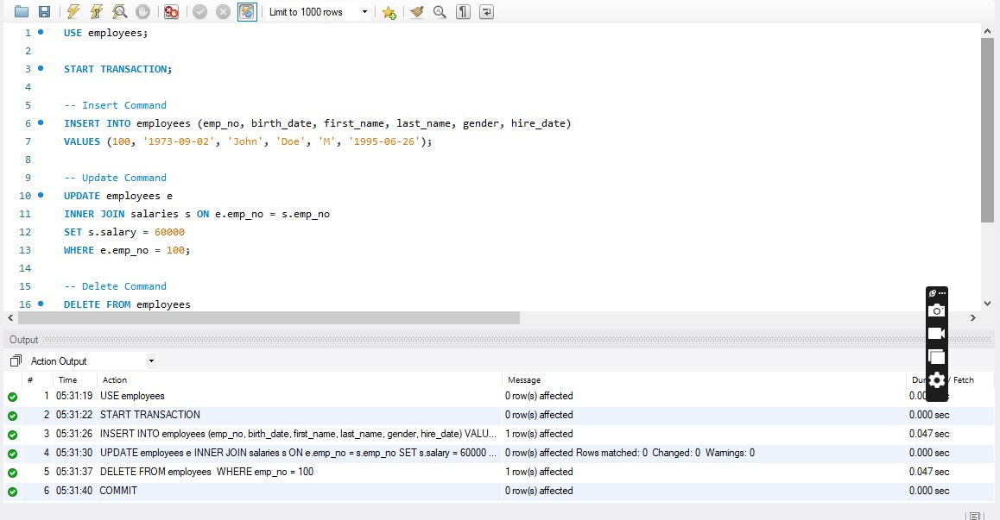 Limit to 1000 rows
1 USE employees;
2
3 START TRANSACTION;
4
5 -- Insert Command
6 INSERT INTO employees (emp_no, birth_date, first_name, last_name, gender, hire_date)
7 VALUES (100, '1973-09-02', 'John', 'Doe', 'M', '1995-06-26');
8
9 -- Update Command
10 UPDATE employees e
11 INNER JOIN salaries s ON e.emp_no = s.emp_no
12 SET s.salary = 60000
13 WHERE e.emp_no = 100;
14
15 -- Delete Command
16 DELETE FROM employees
Output
Action Output
# Time Action Message Dur / Fetch
1 05:31:19 USE employees 0 row(s) affected 0.00
2 05:31:22 START TRANSACTION 0 row(s) affected 0.000 sec
3 05:31:26 INSERT INTO employees (emp_no, birth_date, first_name, last_name, gender, hire_date) VALU... 1 row(s) affected 0.047 sec
4 05:31:30 UPDATE employees e INNER JOIN salaries s ON e.emp_no = s.emp_no SET s.salary = 60000 ... 0 row(s) affected Rows matched: 0 Changed: 0 Warnings: 0 0.000 sec
5 05:31:37 DELETE FROM employees WHERE emp_no = 100 1 row(s) affected 0.047 sec
6 05:31:40 COMMIT 0 row(s) affected 0.000 sec